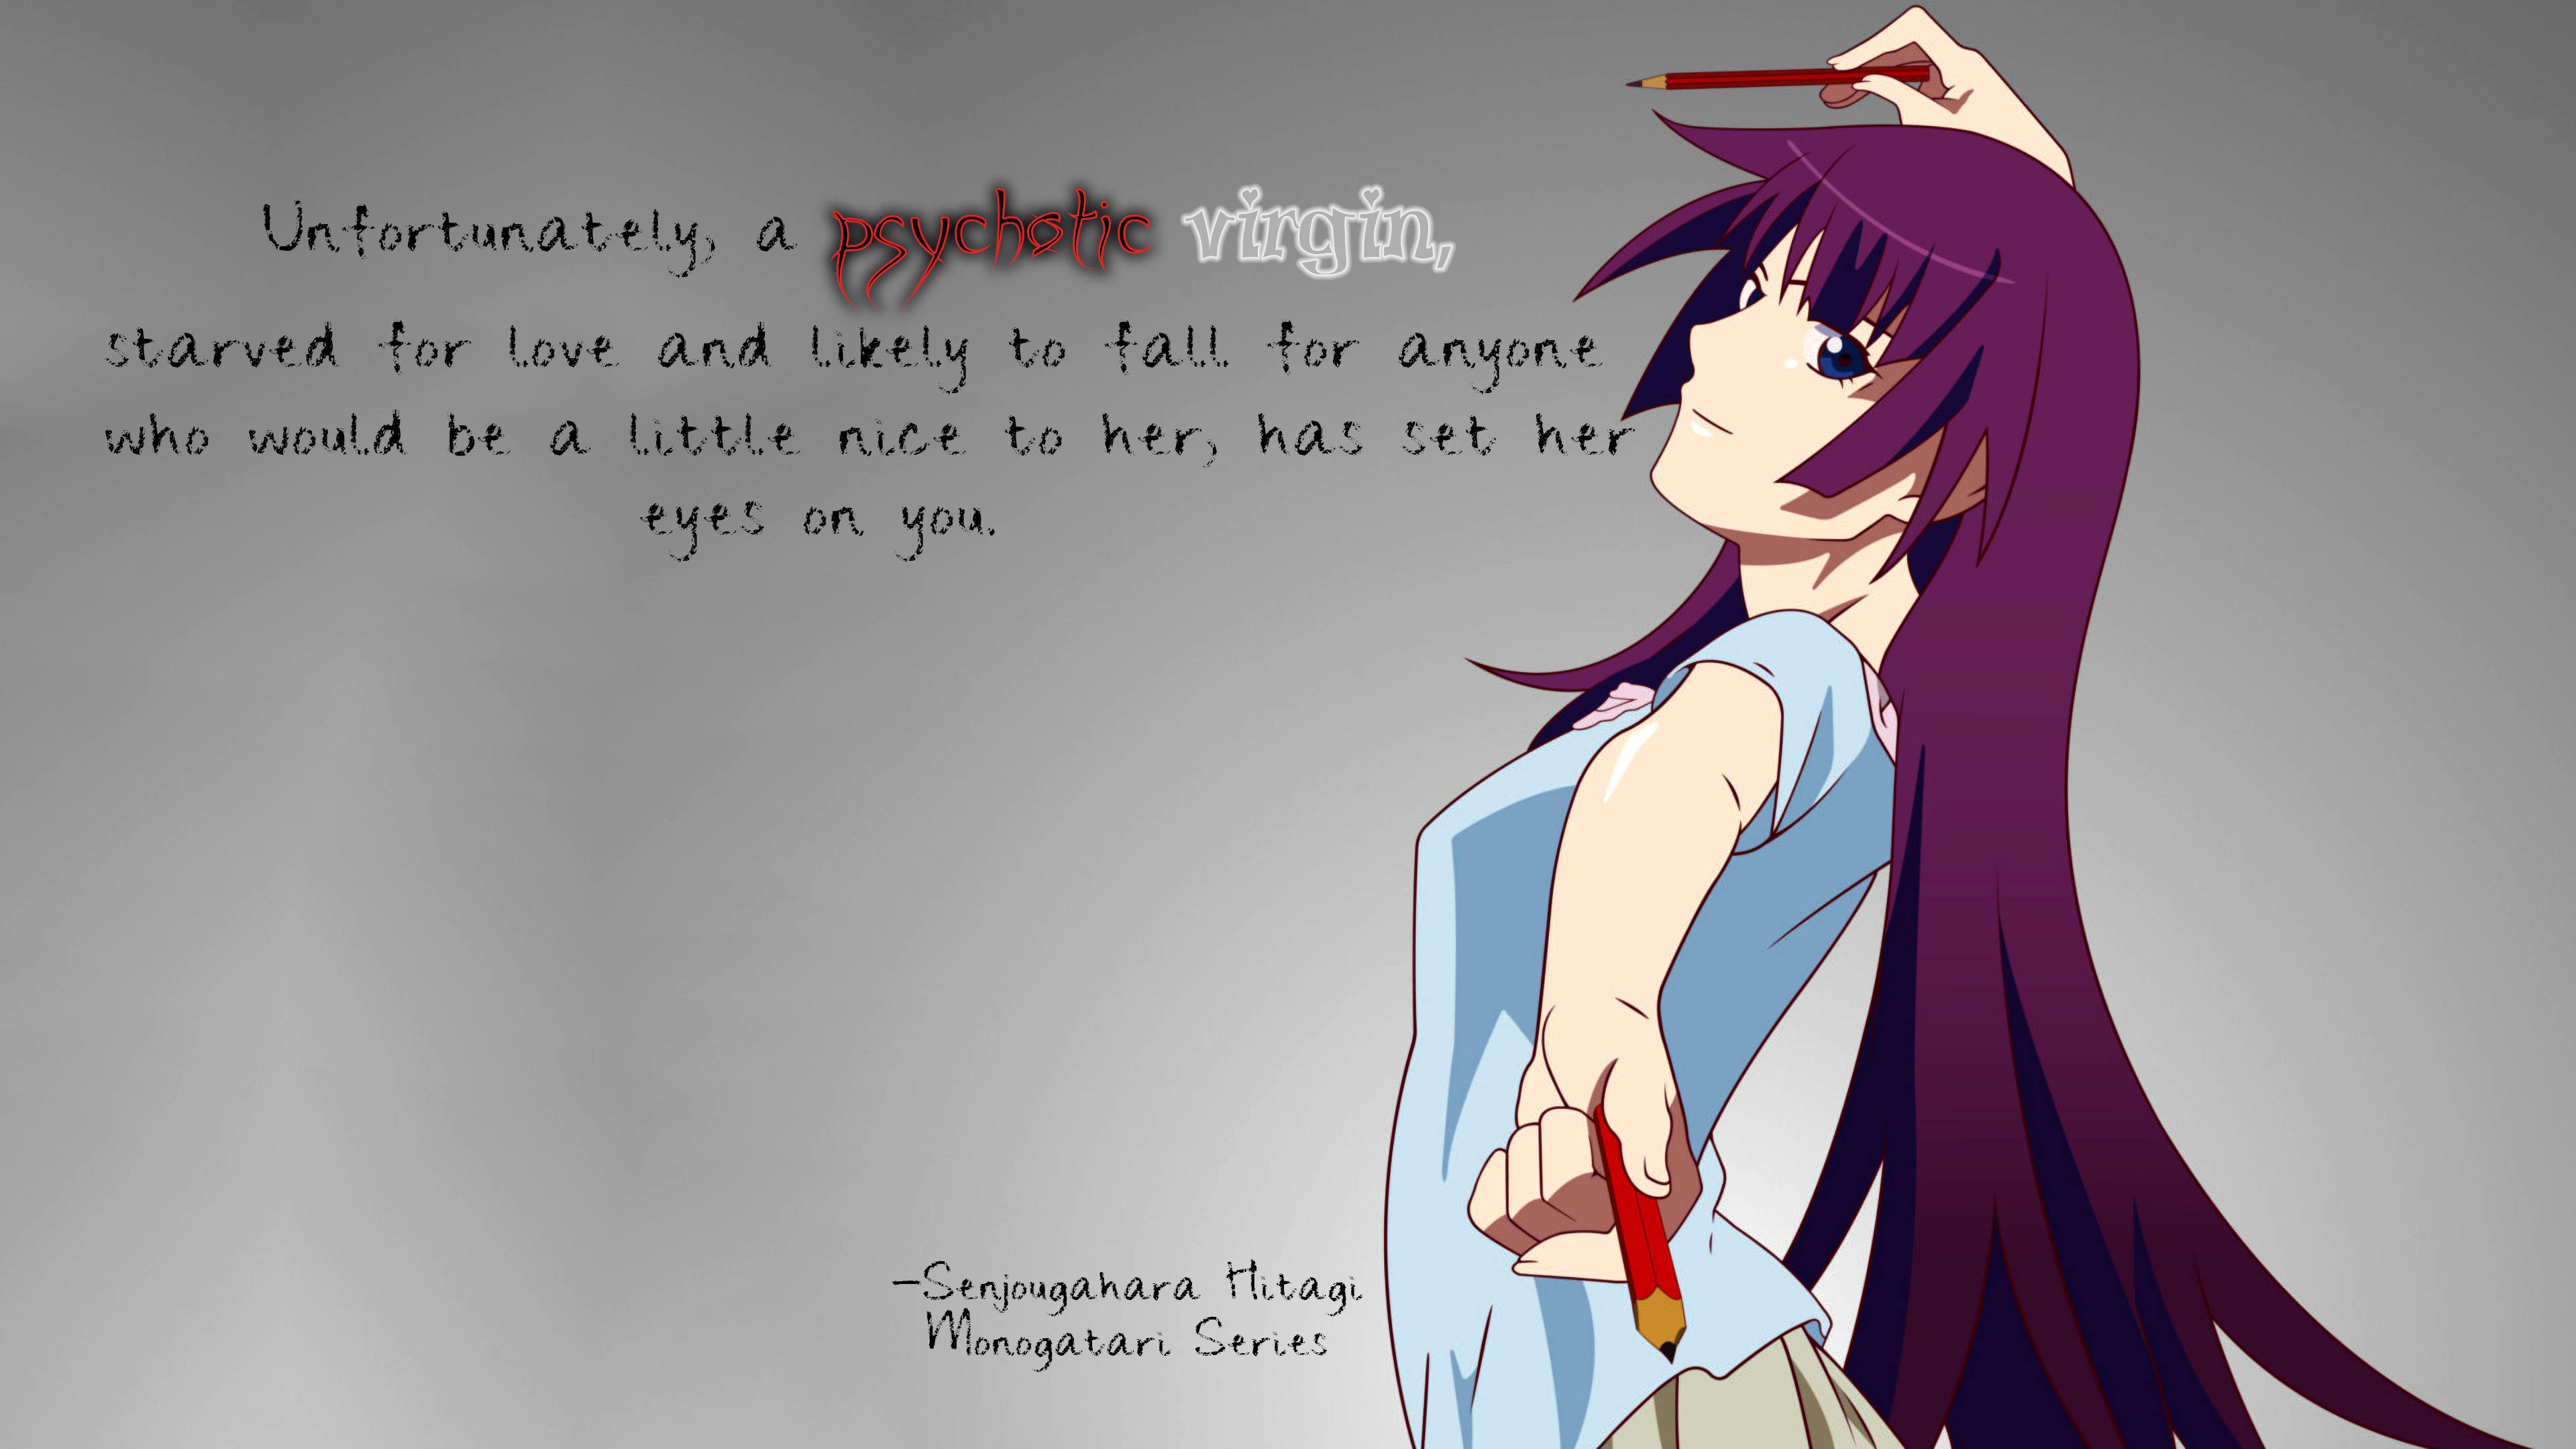 Unfortunately, a psychotic virgin,
starved for love and likely to fall for anyone
who would be a little nice to her, has set her
eyes on you.
-Senjougahara Hitagi
Monogatari Series